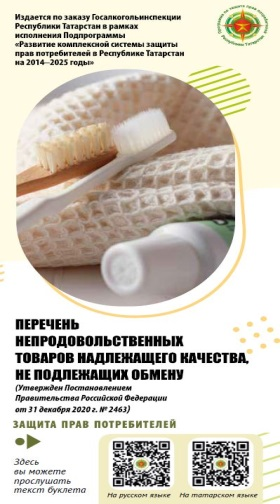 Издается по заказу Госалкогольинспекции
Республики Татарстан в рамках
исполнения Подпрограммы
«Развитие комплексной системы защиты
прав потребителей в Республике Татарстан
на 2014–2025 годы»
ПЕРЕЧЕНЬ
НЕПРОДОВОЛЬСТВЕННЫХ
ТОВАРОВ НАДЛЕЖАЩЕГО КАЧЕСТВА,
НЕ ПОДЛЕЖАЩИХ ОБМЕНУ
(Утвержден Постановлением
Правительства Российской Федерации
от 31 декабря 2020 г. № 2463)
ЗАЩИТА ПРАВ ПОТРЕБИТЕЛЕЙ
Здесь
вы можете
прослушать
текст буклета
На русском языке
На татарском языке